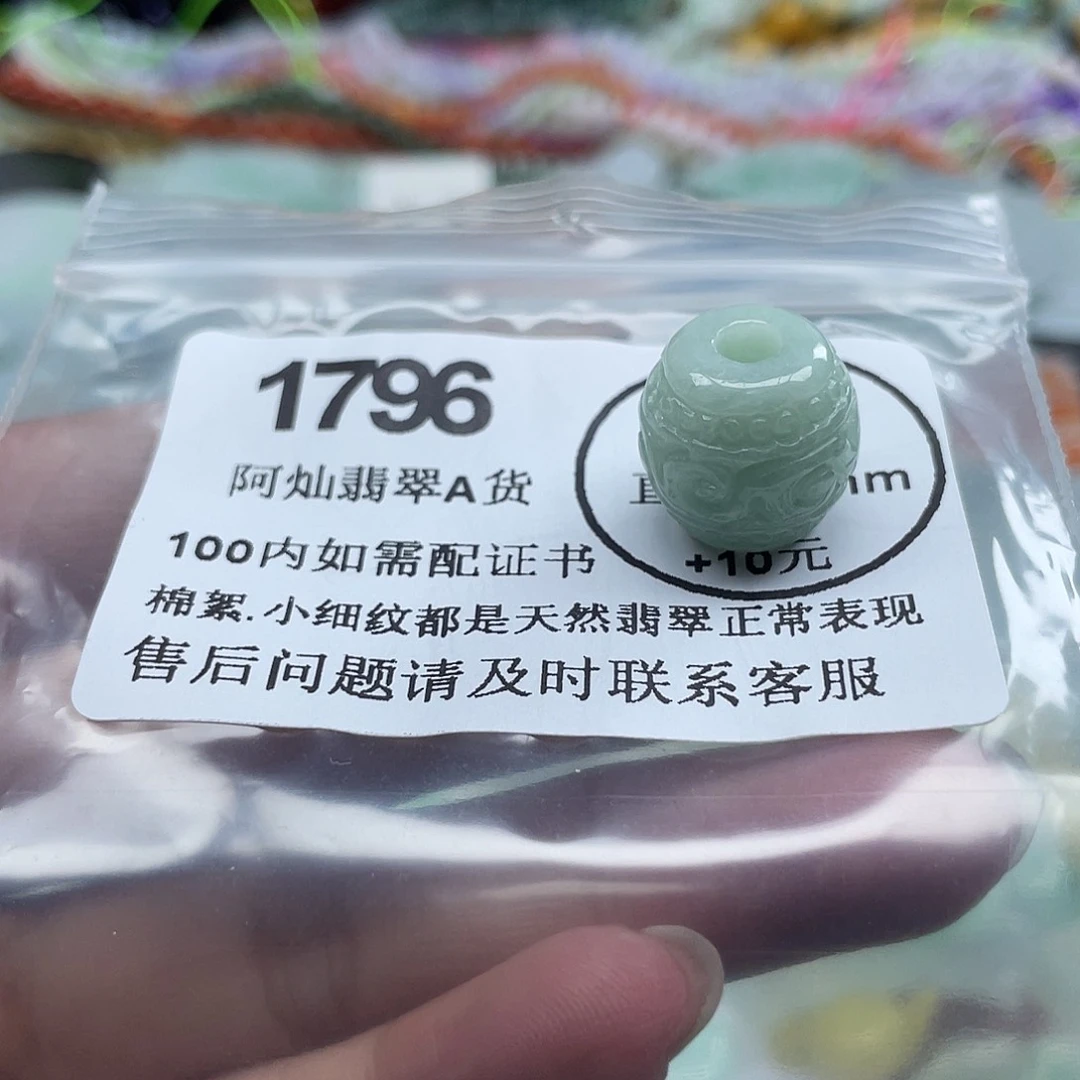 1796
阿灿翡翠A货
直 mm
100内如需配证书 +10元
棉絮.小细纹都是天然翡翠正常表现
售后问题请及时联系客服